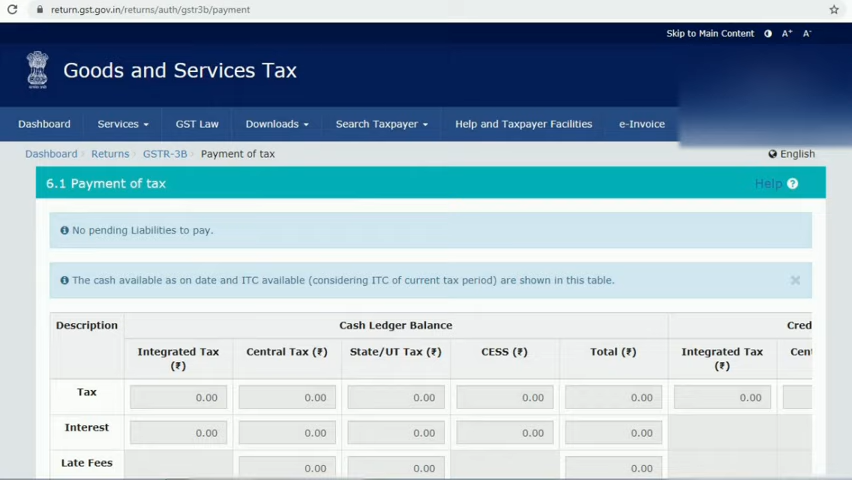 return.gst.gov.in/returns/auth/gstr3b/payment
Skip to Main Content A+ A-
Goods and Services Tax
Dashboard Services GST Law Downloads Search Taxpayer Help and Taxpayer Facilities e-Invoice
Dashboard Returns GSTR-3B Payment of tax English
6.1 Payment of tax Help ?
No pending Liabilities to pay.
The cash available as on date and ITC available (considering ITC of current tax period) are shown in this table. ×
Description Cash Ledger Balance Cred
Integrated Tax (₹) Central Tax (₹) State/UT Tax (₹) CESS (₹) Total (₹) Integrated Tax (₹) Cent
Tax 0.00 0.00 0.00 0.00 0.00 0.00
Interest 0.00 0.00 0.00 0.00 0.00
Late Fees 0.00 0.00 0.00